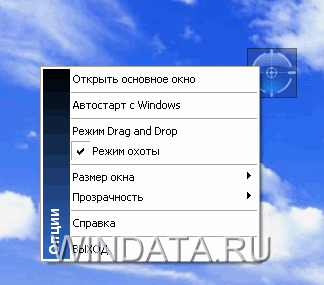 Открыть основное окно
Автостарт с Windows
Режим Drag and Drop
Режим охоты
Размер окна
Прозрачность
Справка
ВЫХОД
Опции
WINDATA.RU